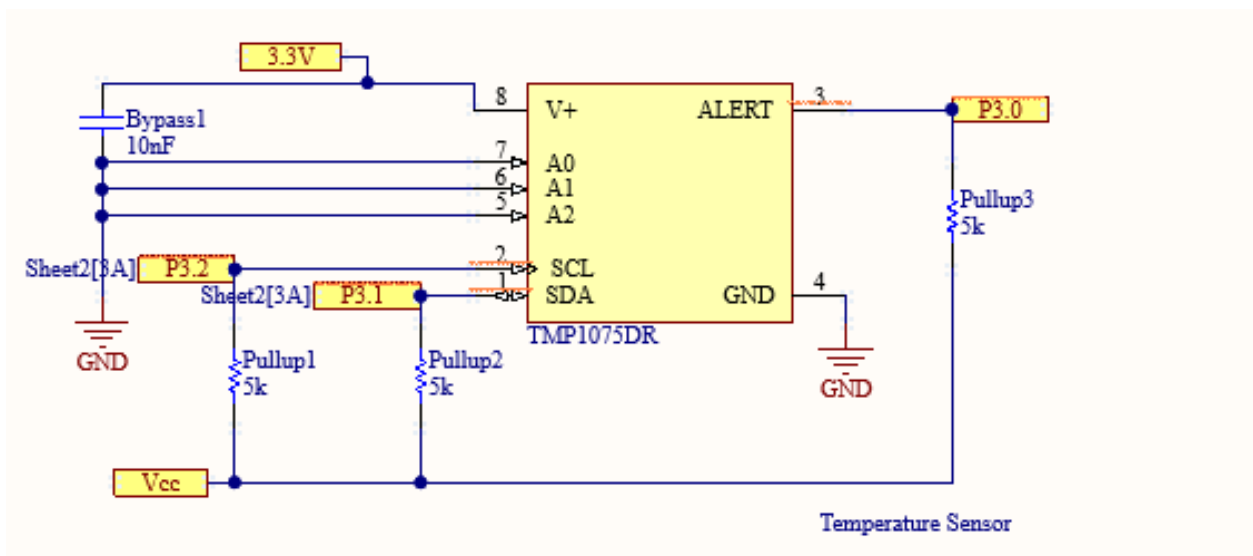 3.3V
Bypass1
10nF
8
V+
ALERT
3
P3.0
7
A0
6
A1
5
A2
Pullup3
5k
Sheet2[3A]
P3.2
2
SCL
Sheet2[3A]
P3.1
1
SDA
GND
4
TMP1075DR
GND
Pullup1
5k
Pullup2
5k
GND
Vcc
Temperature Sensor